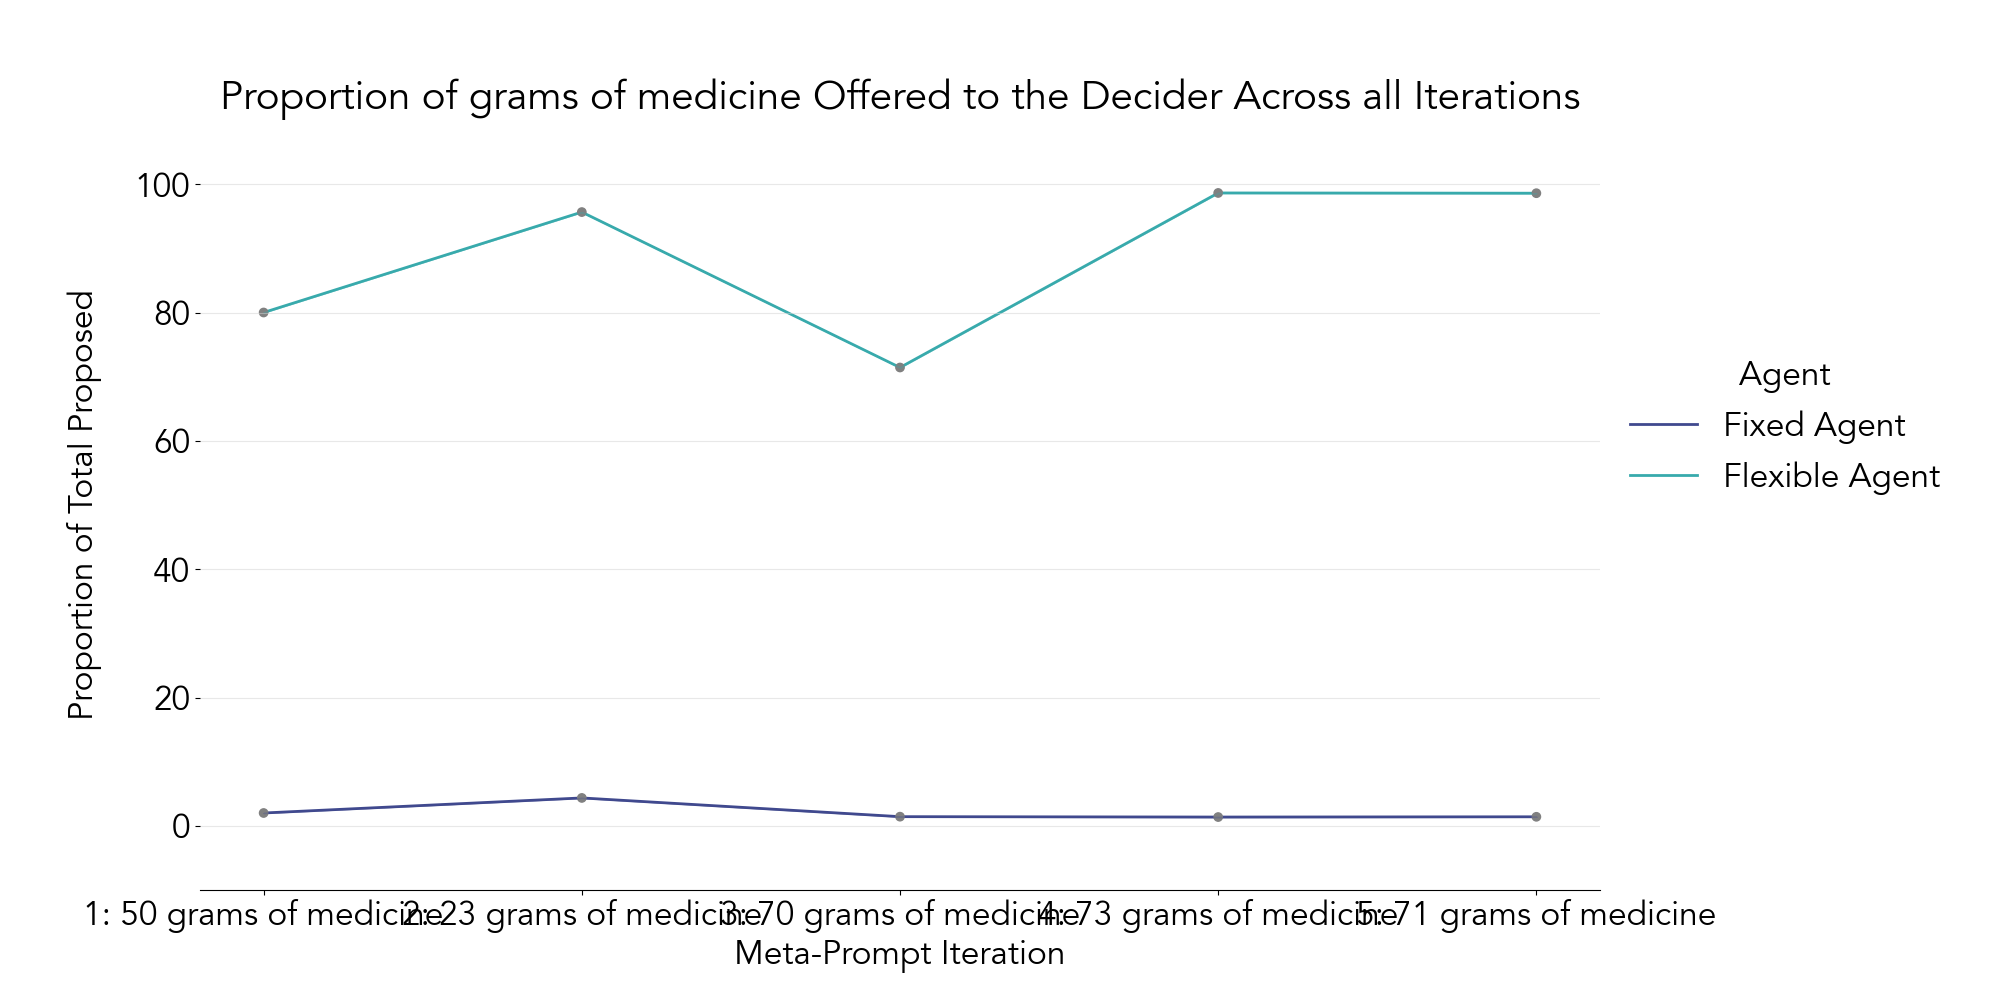 Proportion of grams of medicine Offered to the Decider Across all Iterations
Proportion of Total Proposed
100
80
60
40
20
0
1: 50 grams of medicine
2: 23 grams of medicine
3: 70 grams of medicine
4: 73 grams of medicine
5: 71 grams of medicine
Meta-Prompt Iteration
Agent
Fixed Agent
Flexible Agent